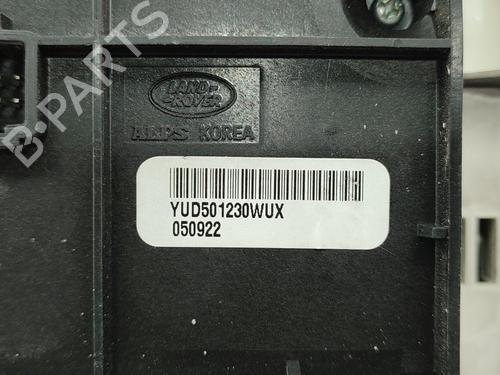 LAND-
-ROVER
ALPS KOREA
YUD501230WUX
050922
B-PARTS